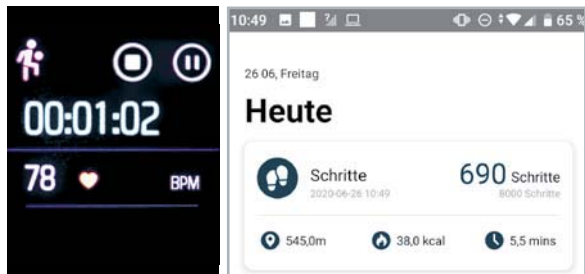 00:01:02
78 BPM
10:49 65 %
26 06, Freitag
Heute
Schritte 690 Schritte
2020-06-26 10:49 8000 Schritte
545,0m 38,0 kcal 5,5 mins